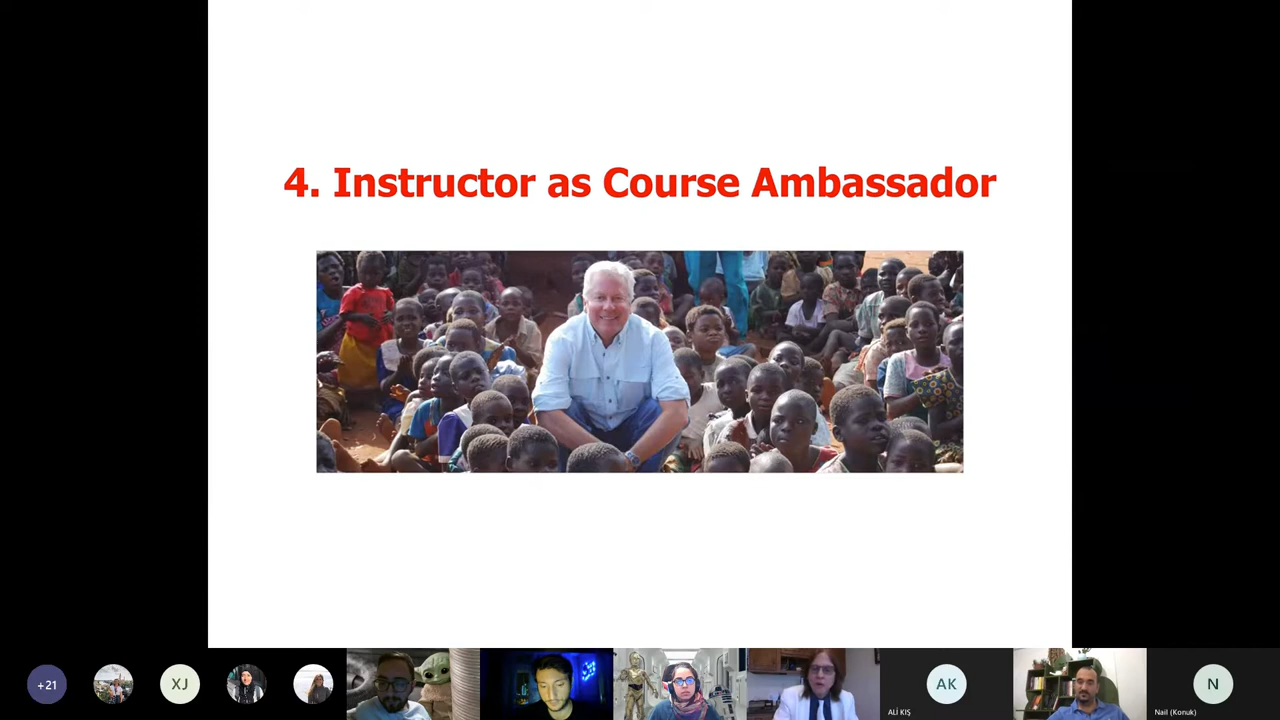 4. Instructor as Course Ambassador
+21
XJ
AK
ALİ KIŞ
N
Nail (Konuk)